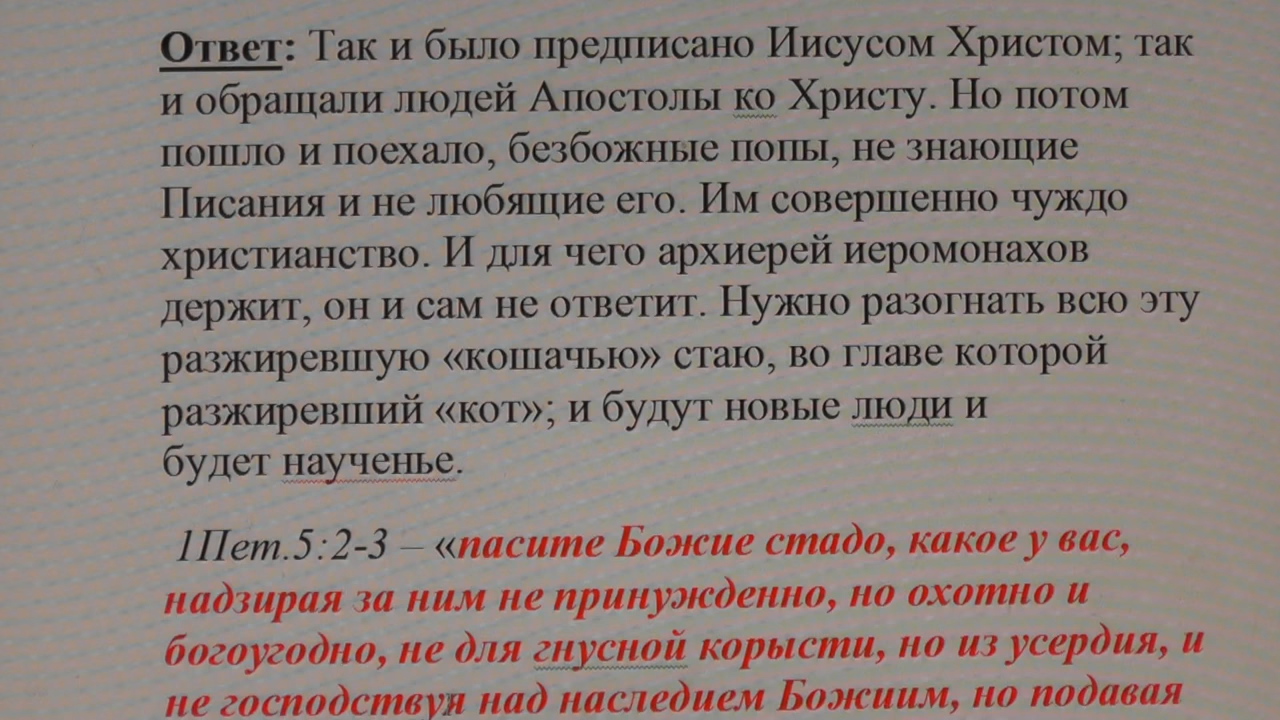 Ответ: Так и было предписано Иисусом Христом; так
и обращали людей Апостолы ко Христу. Но потом
пошло и поехало, безбожные попы, не знающие
Писания и не любящие его. Им совершенно чуждо
христианство. И для чего архиерей иеромонахов
держит, он и сам не ответит. Нужно разогнать всю эту
разжиревшую «кошачью» стаю, во главе которой
разжиревший «кот»; и будут новые люди и
будет наученье.
1Пет.5:2-3 – «пасите Божие стадо, какое у вас,
надзирая за ним не принужденно, но охотно и
богоугодно, не для гнусной корысти, но из усердия, и
не господствуя над наследием Божиим, но подавая